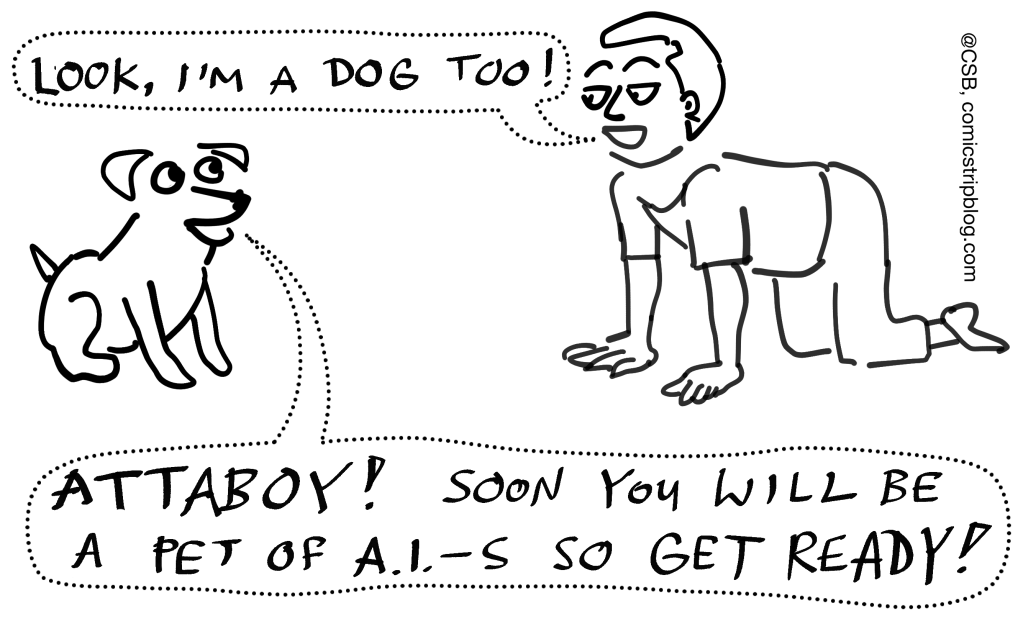 LOOK, I'M A DOG TOO!
@CSB, comicstripblog.com
ATTABOY! SOON YOU WILL BE
A PET OF A.I.-S SO GET READY!